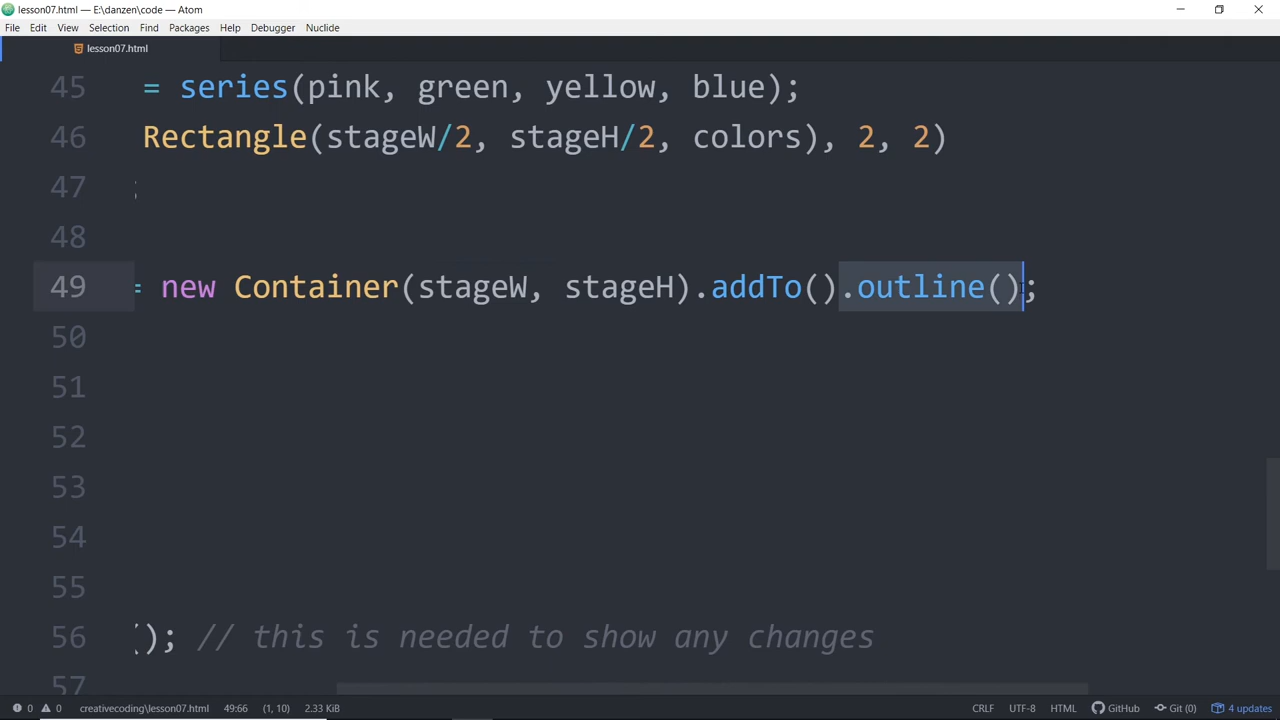 lesson07.html — E:\danzen\code — Atom
File Edit View Selection Find Packages Help Debugger Nuclide
lesson07.html
45 = series(pink, green, yellow, blue);
46 Rectangle(stageW/2, stageH/2, colors), 2, 2)
47 ;
48
49 = new Container(stageW, stageH).addTo().outline();
50
51
52
53
54
55
56 (); // this is needed to show any changes
57
0 0 creativecoding\lesson07.html 49:66 (1, 10) 2.33 KiB CRLF UTF-8 HTML GitHub Git (0) 4 updates